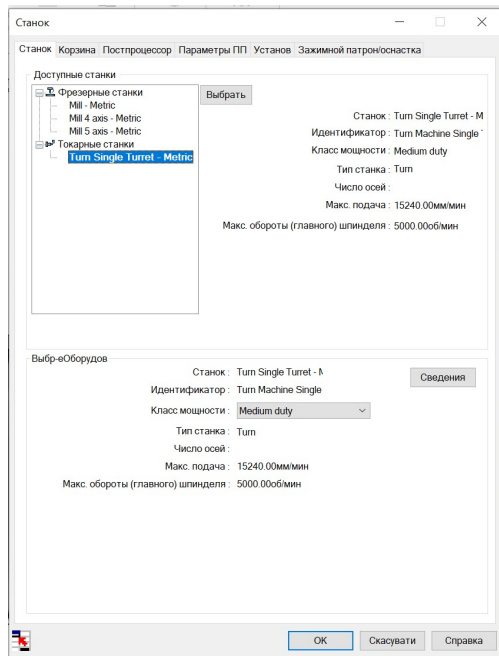 Станок
Станок Корзина Постпроцессор Параметры ПП Установ Зажимной патрон/оснастка
Доступные станки
Фрезерные станки
Mill - Metric
Mill 4 axis - Metric
Mill 5 axis - Metric
Токарные станки
Turn Single Turret - Metric
Выбрать
Станок : Turn Single Turret - M
Идентификатор : Turn Machine Single
Класс мощности : Medium duty
Тип станка : Turn
Число осей :
Макс. подача : 15240.00мм/мин
Макс. обороты (главного) шпинделя : 5000.00об/мин
Выбр-еОборудов
Станок : Turn Single Turret - M
Сведения
Идентификатор : Turn Machine Single
Класс мощности : Medium duty
Тип станка : Turn
Число осей :
Макс. подача : 15240.00мм/мин
Макс. обороты (главного) шпинделя : 5000.00об/мин
OK Скасувати Справка